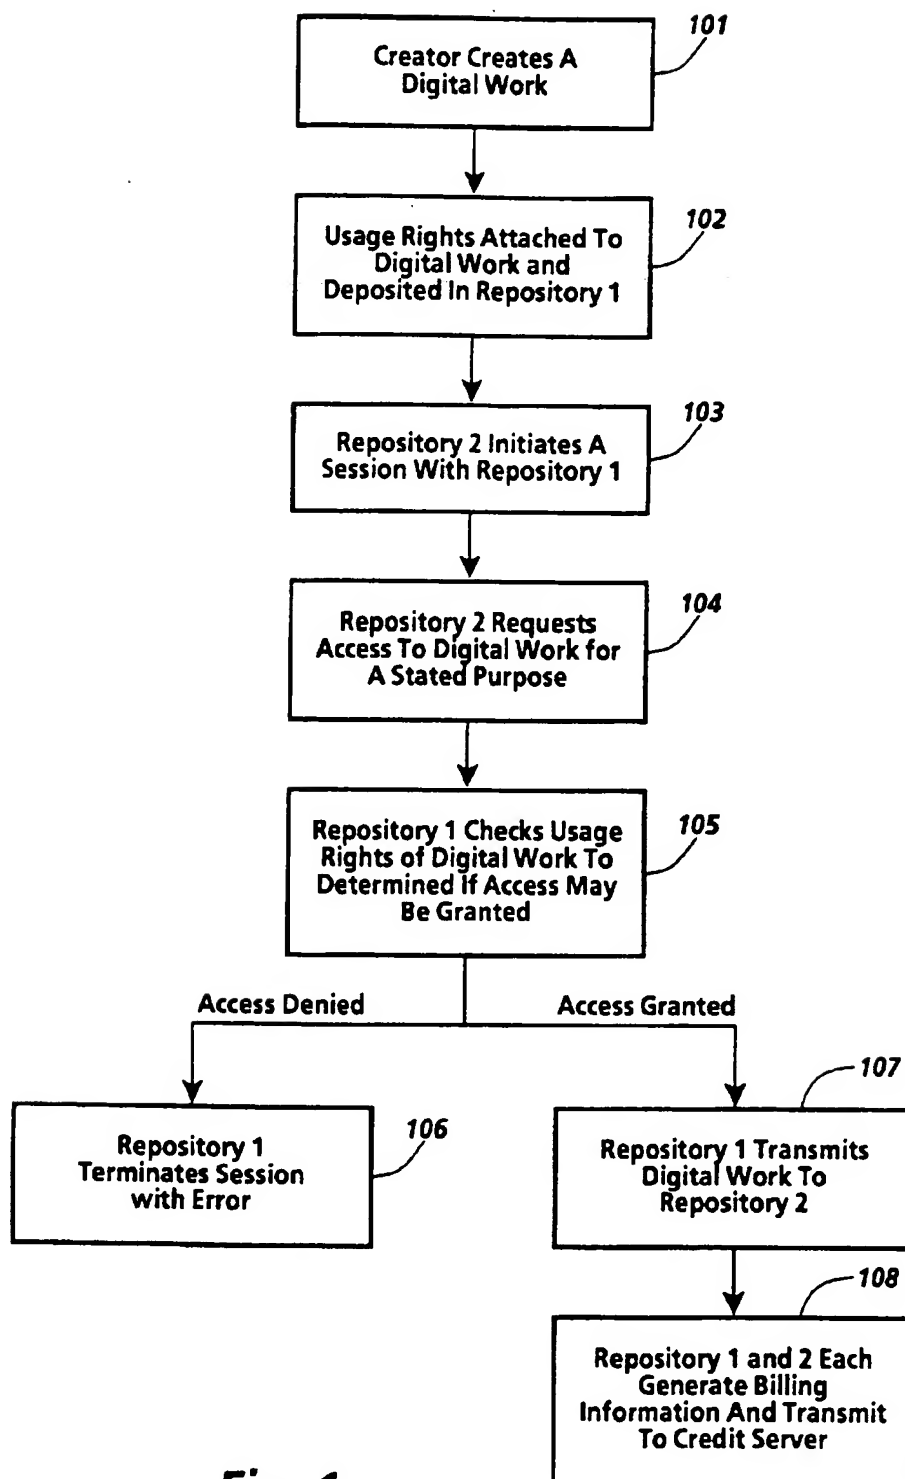 101
Creator Creates A
Digital Work
102
Usage Rights Attached To
Digital Work and
Deposited In Repository 1
103
Repository 2 Initiates A
Session With Repository 1
104
Repository 2 Requests
Access To Digital Work for
A Stated Purpose
105
Repository 1 Checks Usage
Rights of Digital Work To
Determined If Access May
Be Granted
Access Denied
Access Granted
106
Repository 1
Terminates Session
with Error
107
Repository 1 Transmits
Digital Work To
Repository 2
108
Repository 1 and 2 Each
Generate Billing
Information And Transmit
To Credit Server